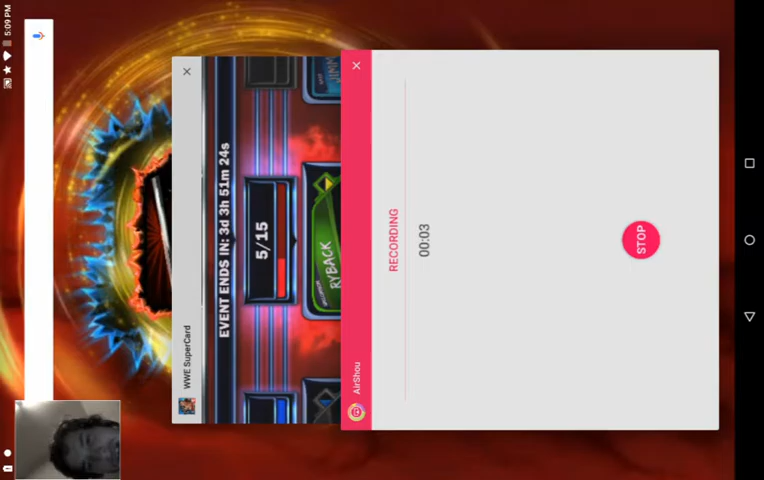 5:09 PM
WWE SuperCard
EVENT ENDS IN: 3d 3h 51m 24s
5/15
RYBACK
JIMM
AirShou
RECORDING
00:03
STOP